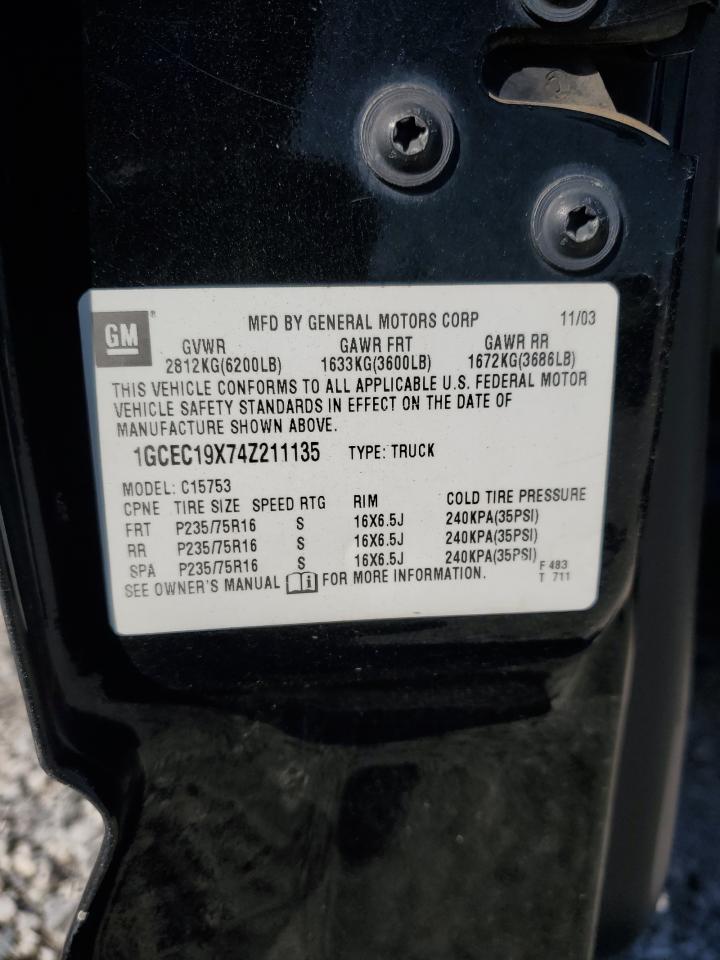 GM ® MFD BY GENERAL MOTORS CORP 11/03
GVWR GAWR FRT GAWR RR
2812KG(6200LB) 1633KG(3600LB) 1672KG(3686LB)
THIS VEHICLE CONFORMS TO ALL APPLICABLE U.S. FEDERAL MOTOR
VEHICLE SAFETY STANDARDS IN EFFECT ON THE DATE OF
MANUFACTURE SHOWN ABOVE.
1GCEC19X74Z211135 TYPE: TRUCK
MODEL: C15753
CPNE TIRE SIZE SPEED RTG RIM COLD TIRE PRESSURE
FRT P235/75R16 S 16X6.5J 240KPA(35PSI)
RR P235/75R16 S 16X6.5J 240KPA(35PSI)
SPA P235/75R16 S 16X6.5J 240KPA(35PSI)
SEE OWNER'S MANUAL FOR MORE INFORMATION.
F 483
T 711